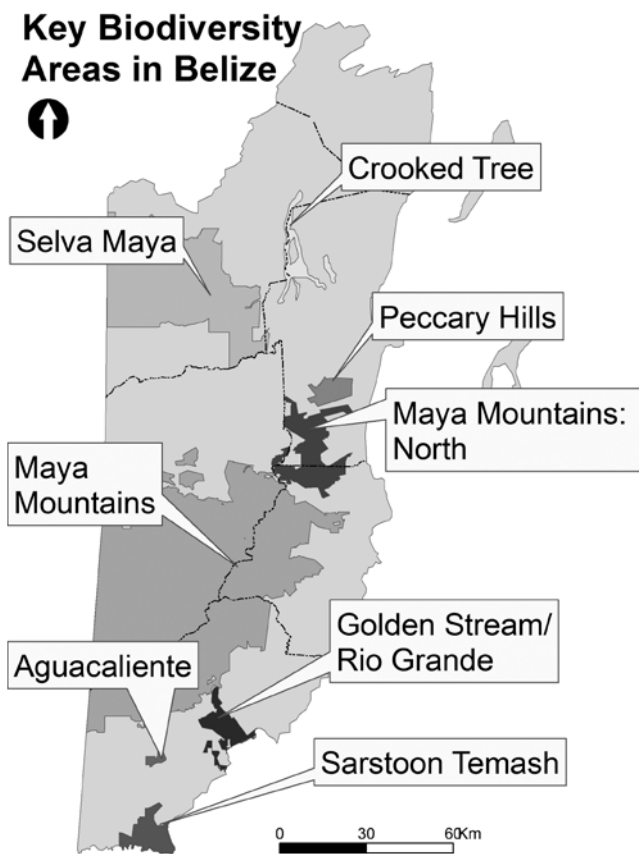 Key Biodiversity
Areas in Belize
Crooked Tree
Selva Maya
Peccary Hills
Maya Mountains:
North
Maya
Mountains
Golden Stream/
Rio Grande
Aguacaliente
Sarstoon Temash
0 30 60Km